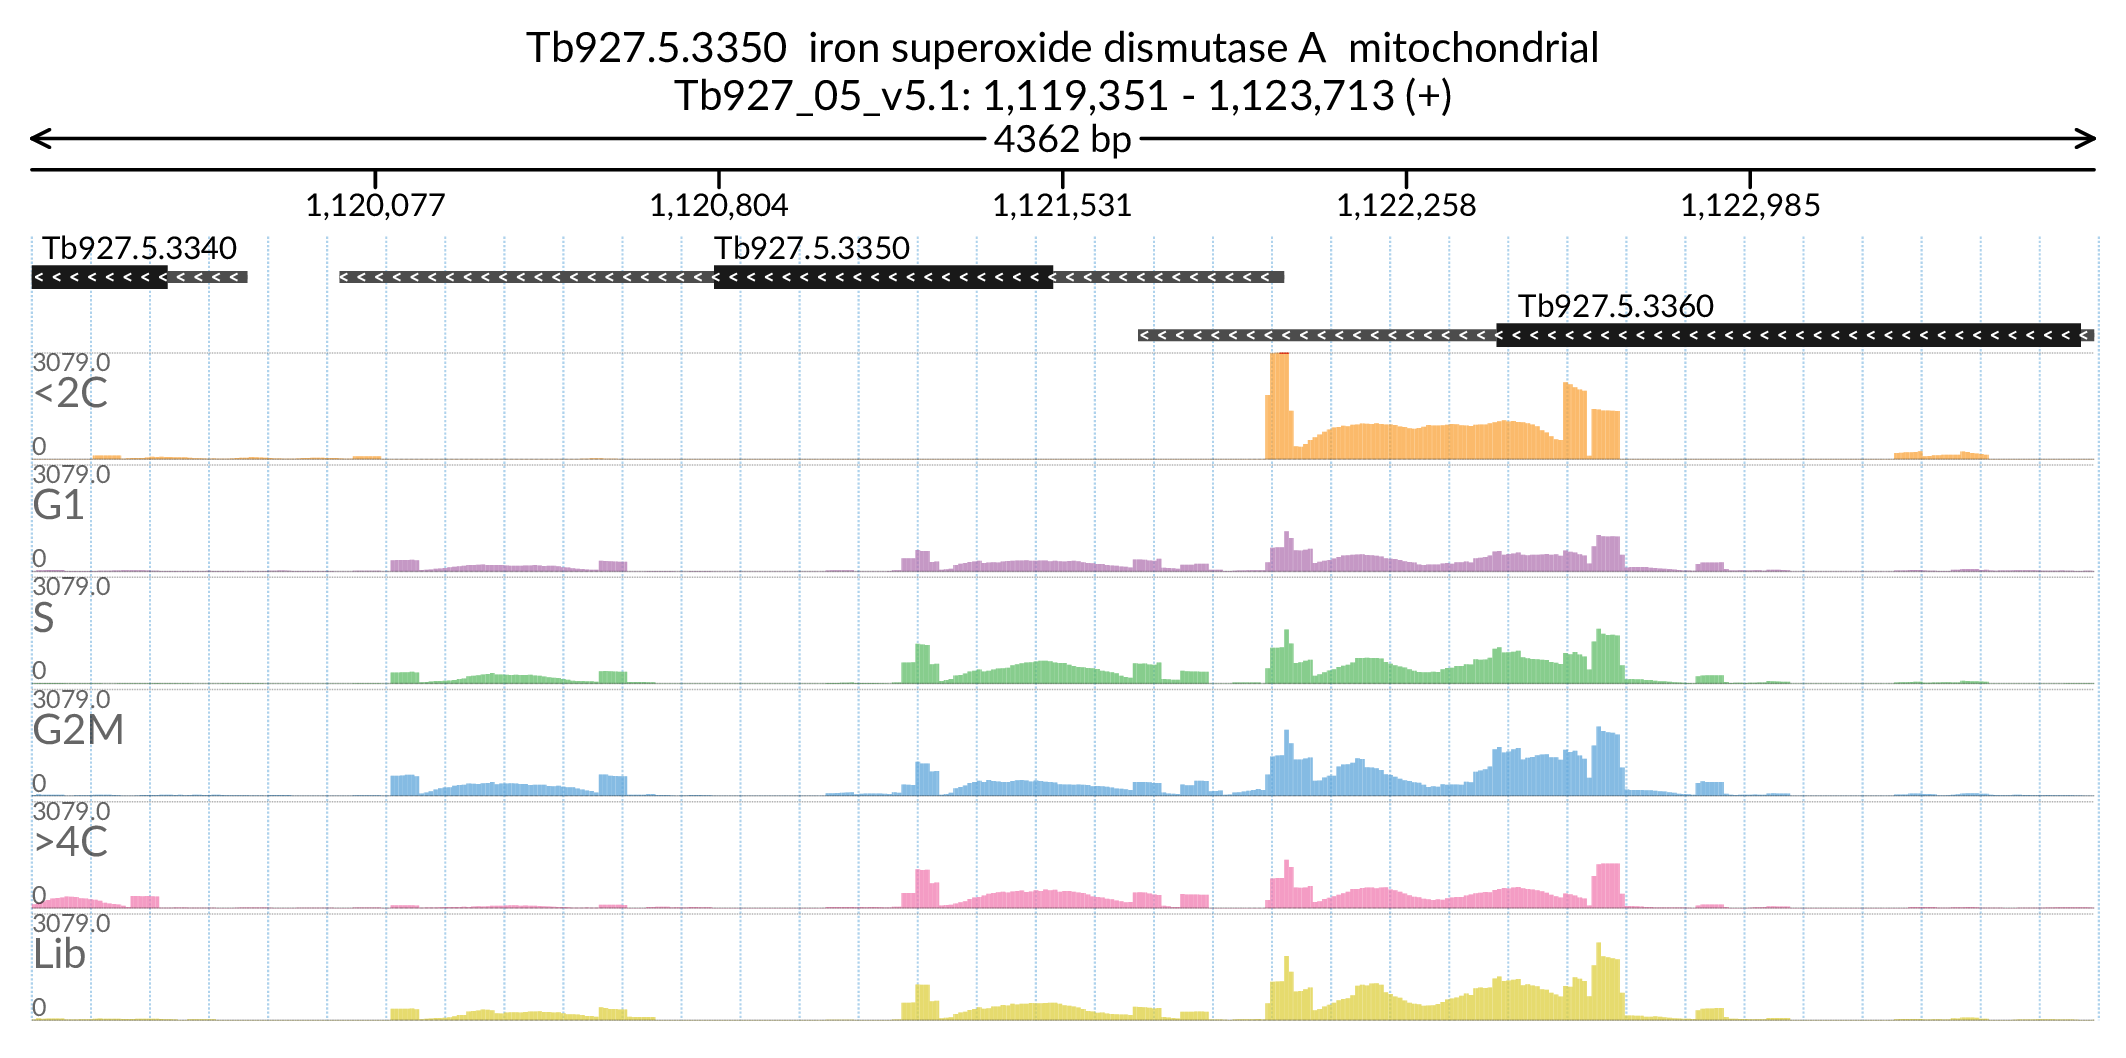 Tb927.5.3350 iron superoxide dismutase A mitochondrial
Tb927_05_v5.1: 1,119,351 - 1,123,713 (+)
4362 bp
1,120,077 1,120,804 1,121,531 1,122,258 1,122,985
Tb927.5.3340 Tb927.5.3350
Tb927.5.3360
3079.0
<2C
0
3079.0
G1
0
3079.0
S
0
3079.0
G2M
0
3079.0
>4C
0
3079.0
Lib
0